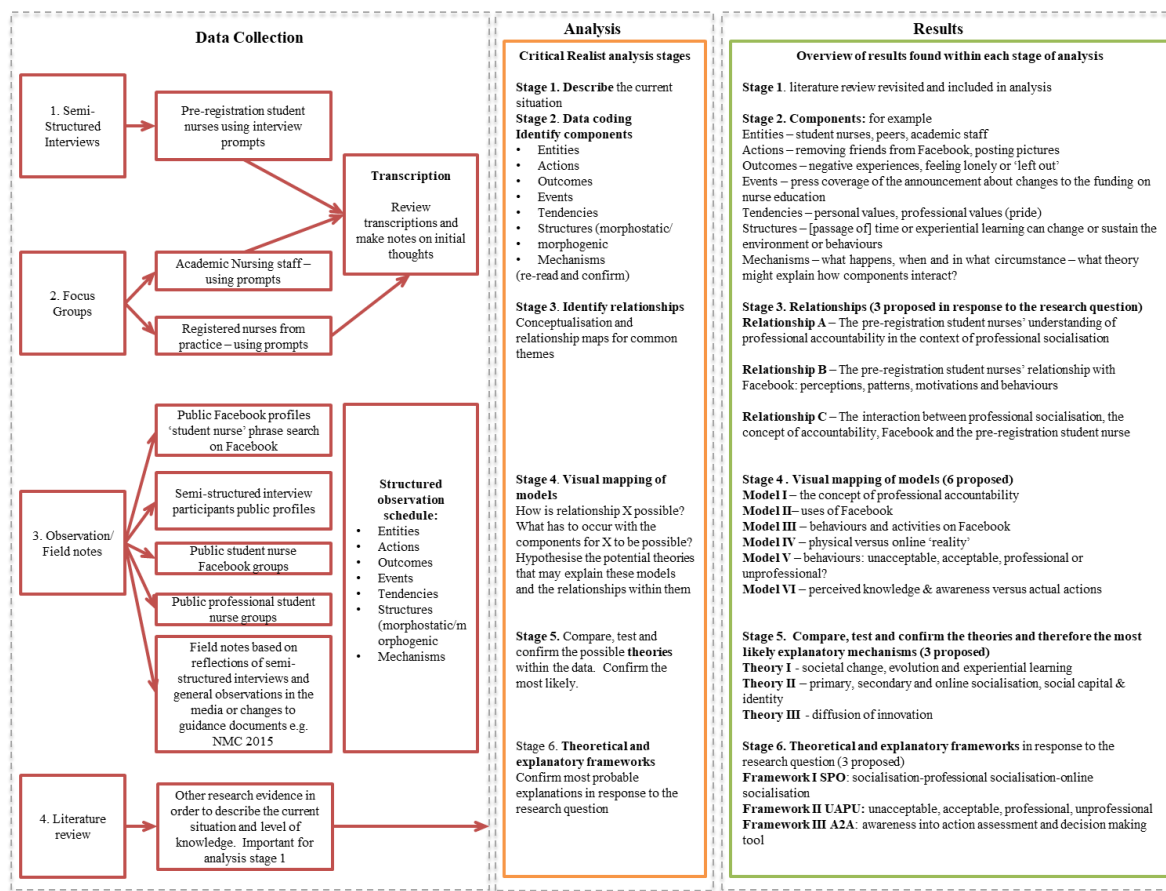 Data Collection
1. Semi-
Structured
Interviews
Pre-registration student
nurses using interview
prompts
Transcription
Review
transcriptions and
make notes on initial
thoughts
2. Focus
Groups
Academic Nursing staff –
using prompts
Registered nurses from
practice – using prompts
3. Observation/
Field notes
Public Facebook profiles
‘student nurse’ phrase search
on Facebook
Semi-structured interview
participants public profiles
Public student nurse
Facebook groups
Public professional student
nurse groups
Field notes based on
reflections of semi-
structured interviews and
general observations in the
media or changes to
guidance documents e.g.
NMC 2015
Structured
observation
schedule:
• Entities
• Actions
• Outcomes
• Events
• Tendencies
• Structures
(morphostatic/m
orphogenic
• Mechanisms
4. Literature
review
Other research evidence in
order to describe the current
situation and level of
knowledge. Important for
analysis stage 1
Analysis
Critical Realist analysis stages
Stage 1. Describe the current
situation
Stage 2. Data coding
Identify components
• Entities
• Actions
• Outcomes
• Events
• Tendencies
• Structures (morphostatic/
• morphogenic
• Mechanisms
(re-read and confirm)
Stage 3. Identify relationships
Conceptualisation and
relationship maps for common
themes
Stage 4. Visual mapping of
models
How is relationship X possible?
What has to occur with the
components for X to be possible?
Hypothesise the potential theories
that may explain these models
and the relationships within them
Stage 5. Compare, test and
confirm the possible theories
within the data. Confirm the
most likely.
Stage 6. Theoretical and
explanatory frameworks
Confirm most probable
explanations in response to the
research question
Results
Overview of results found within each stage of analysis
Stage 1. literature review revisited and included in analysis
Stage 2. Components: for example
Entities – student nurses, peers, academic staff
Actions – removing friends from Facebook, posting pictures
Outcomes – negative experiences, feeling lonely or ‘left out’
Events – press coverage of the announcement about changes to the funding on
nurse education
Tendencies – personal values, professional values (pride)
Structures – [passage of] time or experiential learning can change or sustain the
environment or behaviours
Mechanisms – what happens, when and in what circumstance – what theory
might explain how components interact?
Stage 3. Relationships (3 proposed in response to the research question)
Relationship A – The pre-registration student nurses’ understanding of
professional accountability in the context of professional socialisation
Relationship B – The pre-registration student nurses’ relationship with
Facebook: perceptions, patterns, motivations and behaviours
Relationship C – The interaction between professional socialisation, the
concept of accountability, Facebook and the pre-registration student nurse
Stage 4 . Visual mapping of models (6 proposed)
Model I – the concept of professional accountability
Model II – uses of Facebook
Model III – behaviours and activities on Facebook
Model IV – physical versus online ‘reality’
Model V – behaviours: unacceptable, acceptable, professional or
unprofessional?
Model VI – perceived knowledge & awareness versus actual actions
Stage 5. Compare, test and confirm the theories and therefore the most
likely explanatory mechanisms (3 proposed)
Theory I - societal change, evolution and experiential learning
Theory II – primary, secondary and online socialisation, social capital &
identity
Theory III - diffusion of innovation
Stage 6. Theoretical and explanatory frameworks in response to the
research question (3 proposed)
Framework I SPO: socialisation-professional socialisation-online
socialisation
Framework II UAPU: unacceptable, acceptable, professional, unprofessional
Framework III A2A: awareness into action assessment and decision making
tool